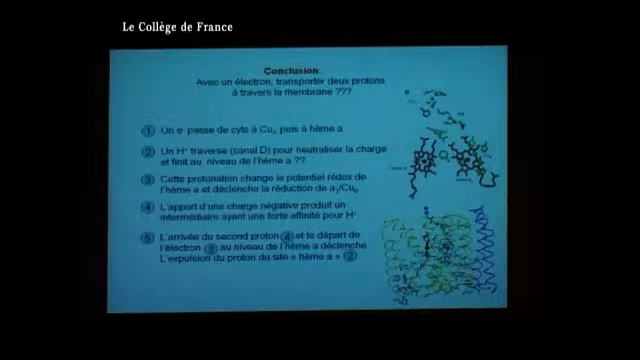 Le Collège de France
Conclusion:
Avec un électron, transporter deux protons
à travers la membrane ???
1 Un e- passe de cytc à CuA puis à hème a
2 Un H+ traverse (canal D) pour neutraliser la charge
et finit au niveau de l'hème a ??
3 Cette protonation change le potentiel rédox de
l'hème a et déclenche la réduction de a3/CuB
4 L'apport d'une charge négative produit un
intermédiaire ayant une forte affinité pour H+
5 L'arrivée du second proton 4 et le départ de
l'électron 3 au niveau de l'hème a déclenche
L'expulsion du proton du site « hème a » 2